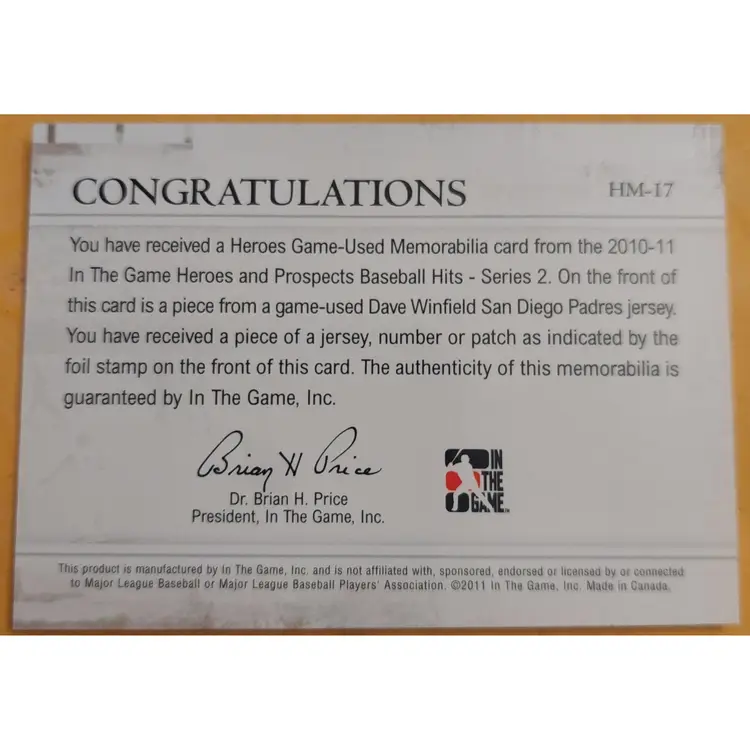 CONGRATULATIONS
HM-17
You have received a Heroes Game-Used Memorabilia card from the 2010-11
In The Game Heroes and Prospects Baseball Hits - Series 2. On the front of
this card is a piece from a game-used Dave Winfield San Diego Padres jersey.
You have received a piece of a jersey, number or patch as indicated by the
foil stamp on the front of this card. The authenticity of this memorabilia is
guaranteed by In The Game, Inc.
Brian H Price
Dr. Brian H. Price
President, In The Game, Inc.
IN
THE
GAME
This product is manufactured by In The Game, Inc. and is not affiliated with, sponsored, endorsed or licensed by or connected
to Major League Baseball or Major League Baseball Players' Association. ©2011 In The Game, Inc. Made in Canada.